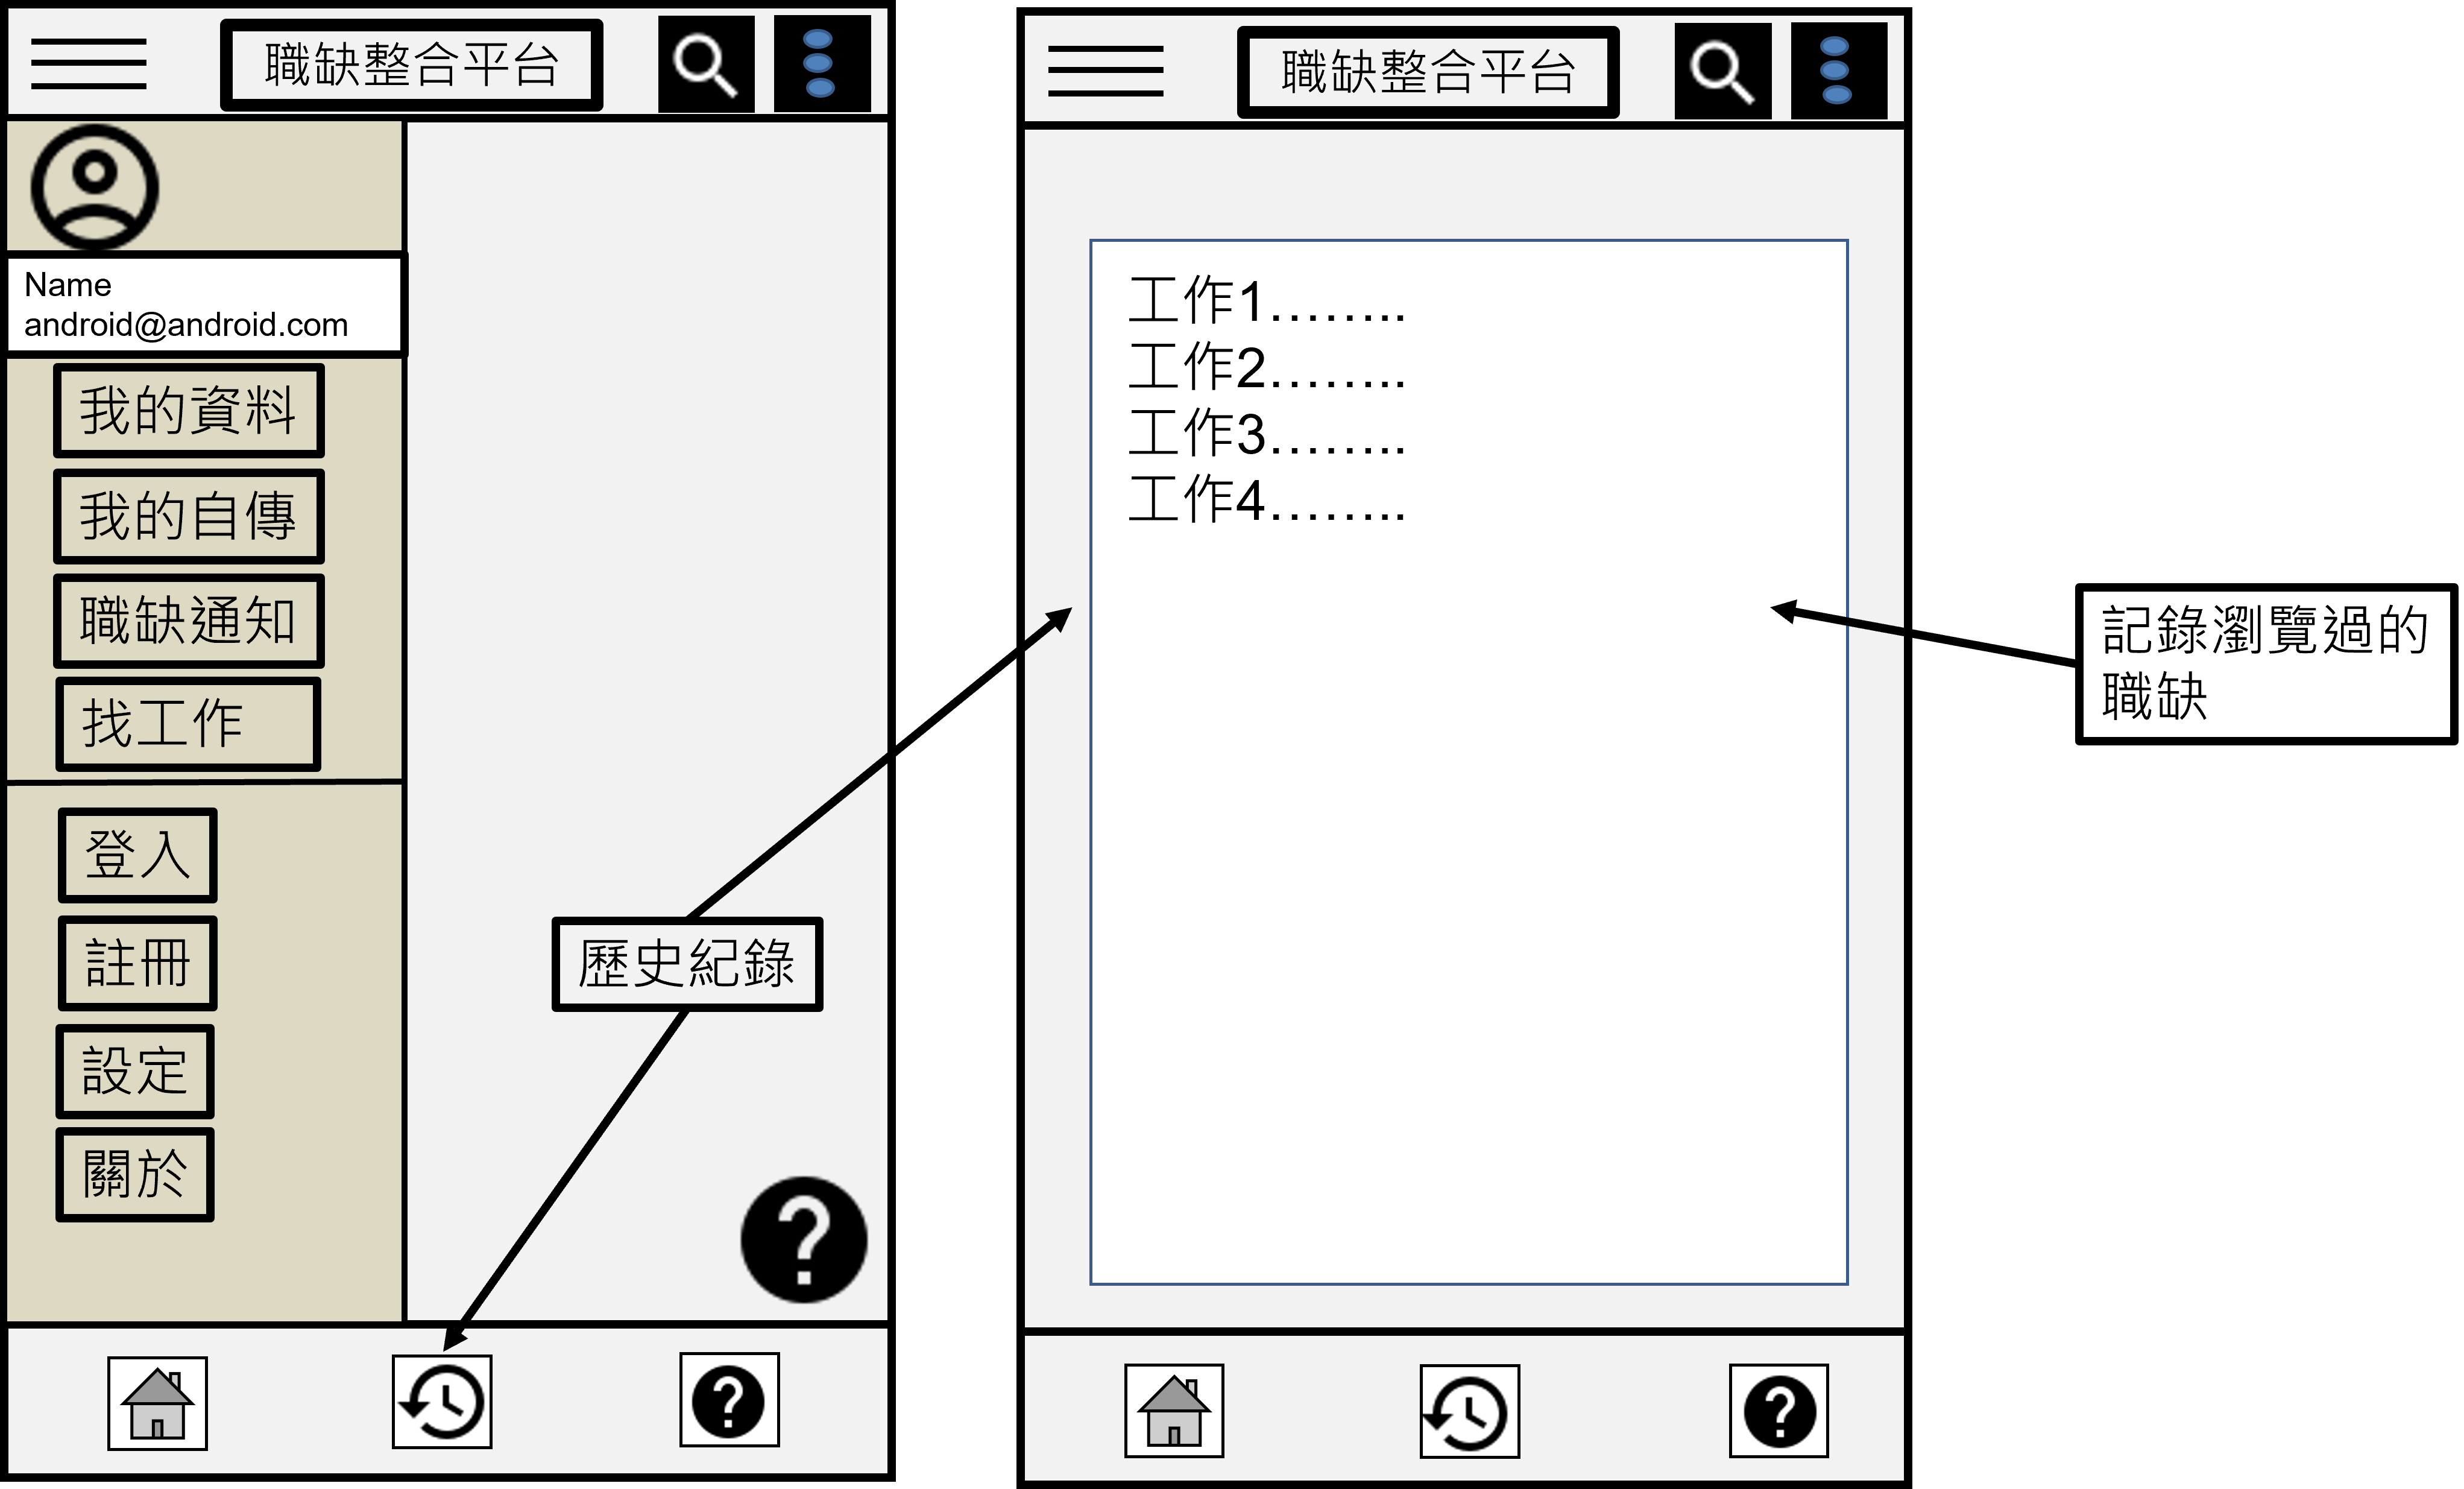 職缺整合平台
Name
android@android.com
我的資料
我的自傳
職缺通知
找工作
登入
註冊
設定
關於
歷史紀錄
?
?
職缺整合平台
工作1........
工作2........
工作3........
工作4........
?
記錄瀏覽過的
職缺